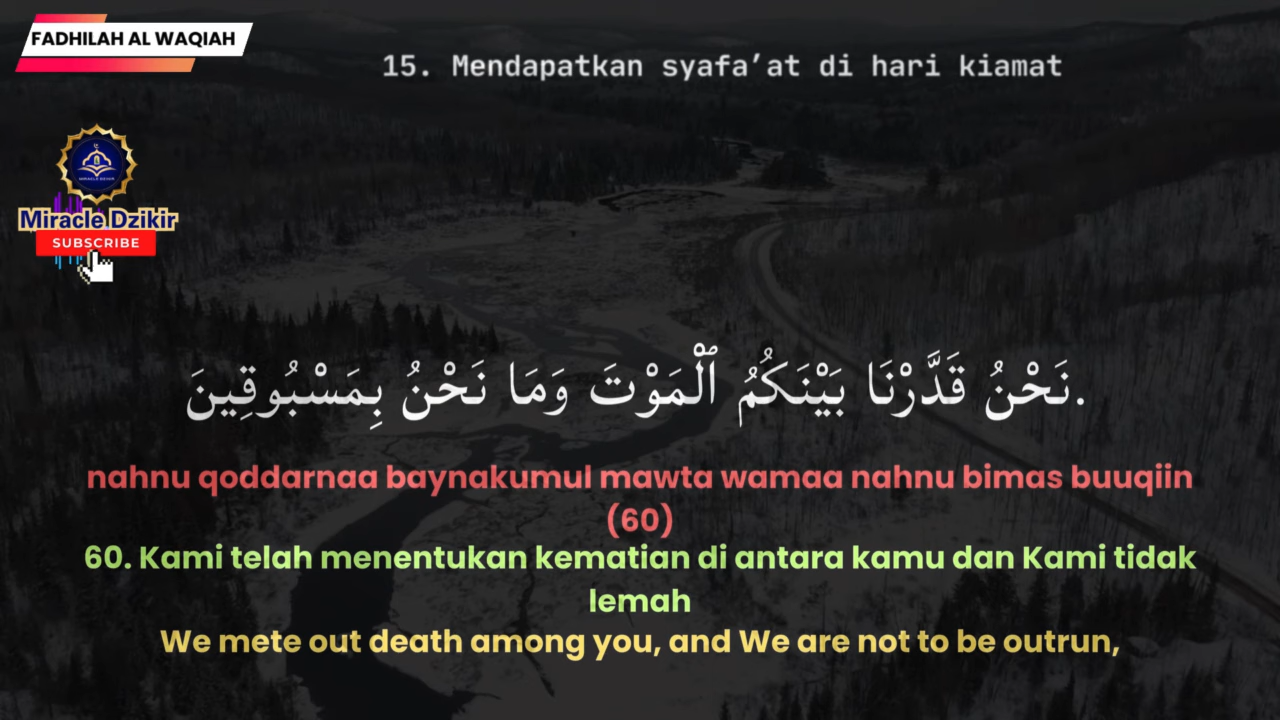 FADHILAH AL WAQIAH
15. Mendapatkan syafa’at di hari kiamat
Miracle Dzikir
SUBSCRIBE
نَحْنُ قَدَّرْنَا بَيْنَكُمُ ٱلْمَوْتَ وَمَا نَحْنُ بِمَسْبُوقِينَ.
nahnu qoddarnaa baynakumul mawta wamaa nahnu bimas buuqiin
(60)
60. Kami telah menentukan kematian di antara kamu dan Kami tidak
lemah
We mete out death among you, and We are not to be outrun,